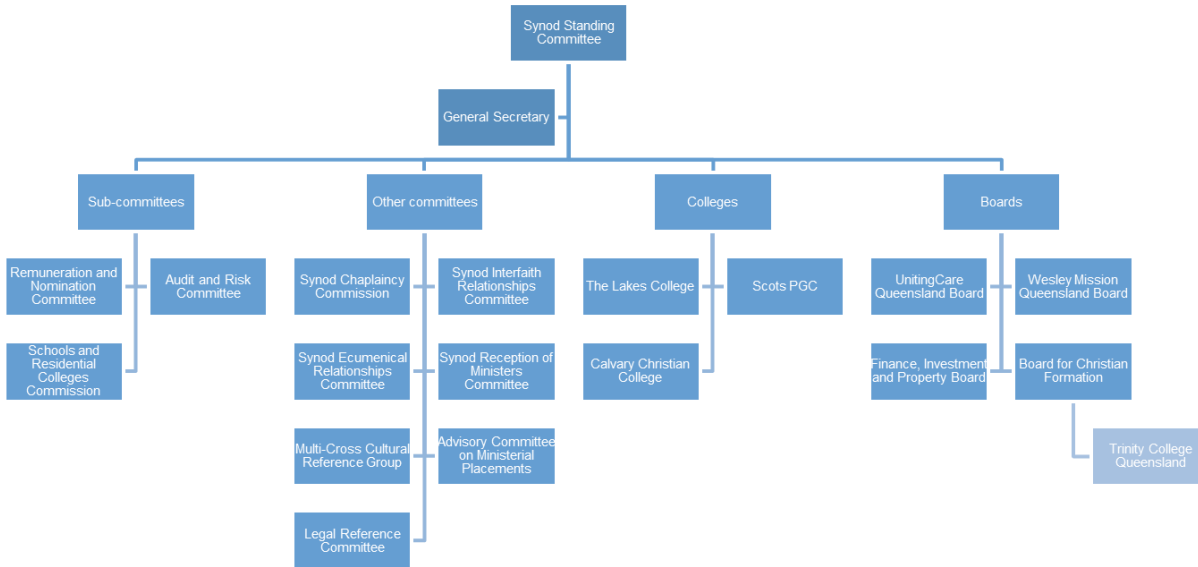 Synod Standing
Committee
General Secretary
Sub-committees
Other committees
Colleges
Boards
Remuneration and
Nomination
Committee
Audit and Risk
Committee
Synod Chaplaincy
Commission
Synod Interfaith
Relationships
Committee
The Lakes College
Scots PGC
UnitingCare
Queensland Board
Wesley Mission
Queensland Board
Schools and
Residential
Colleges
Commission
Synod Ecumenical
Relationships
Committee
Synod Reception of
Ministers
Committee
Calvary Christian
College
Finance, Investment
and Property Board
Board for Christian
Formation
Multi-Cross Cultural
Reference Group
Advisory Committee
on Ministerial
Placements
Trinity College
Queensland
Legal Reference
Committee